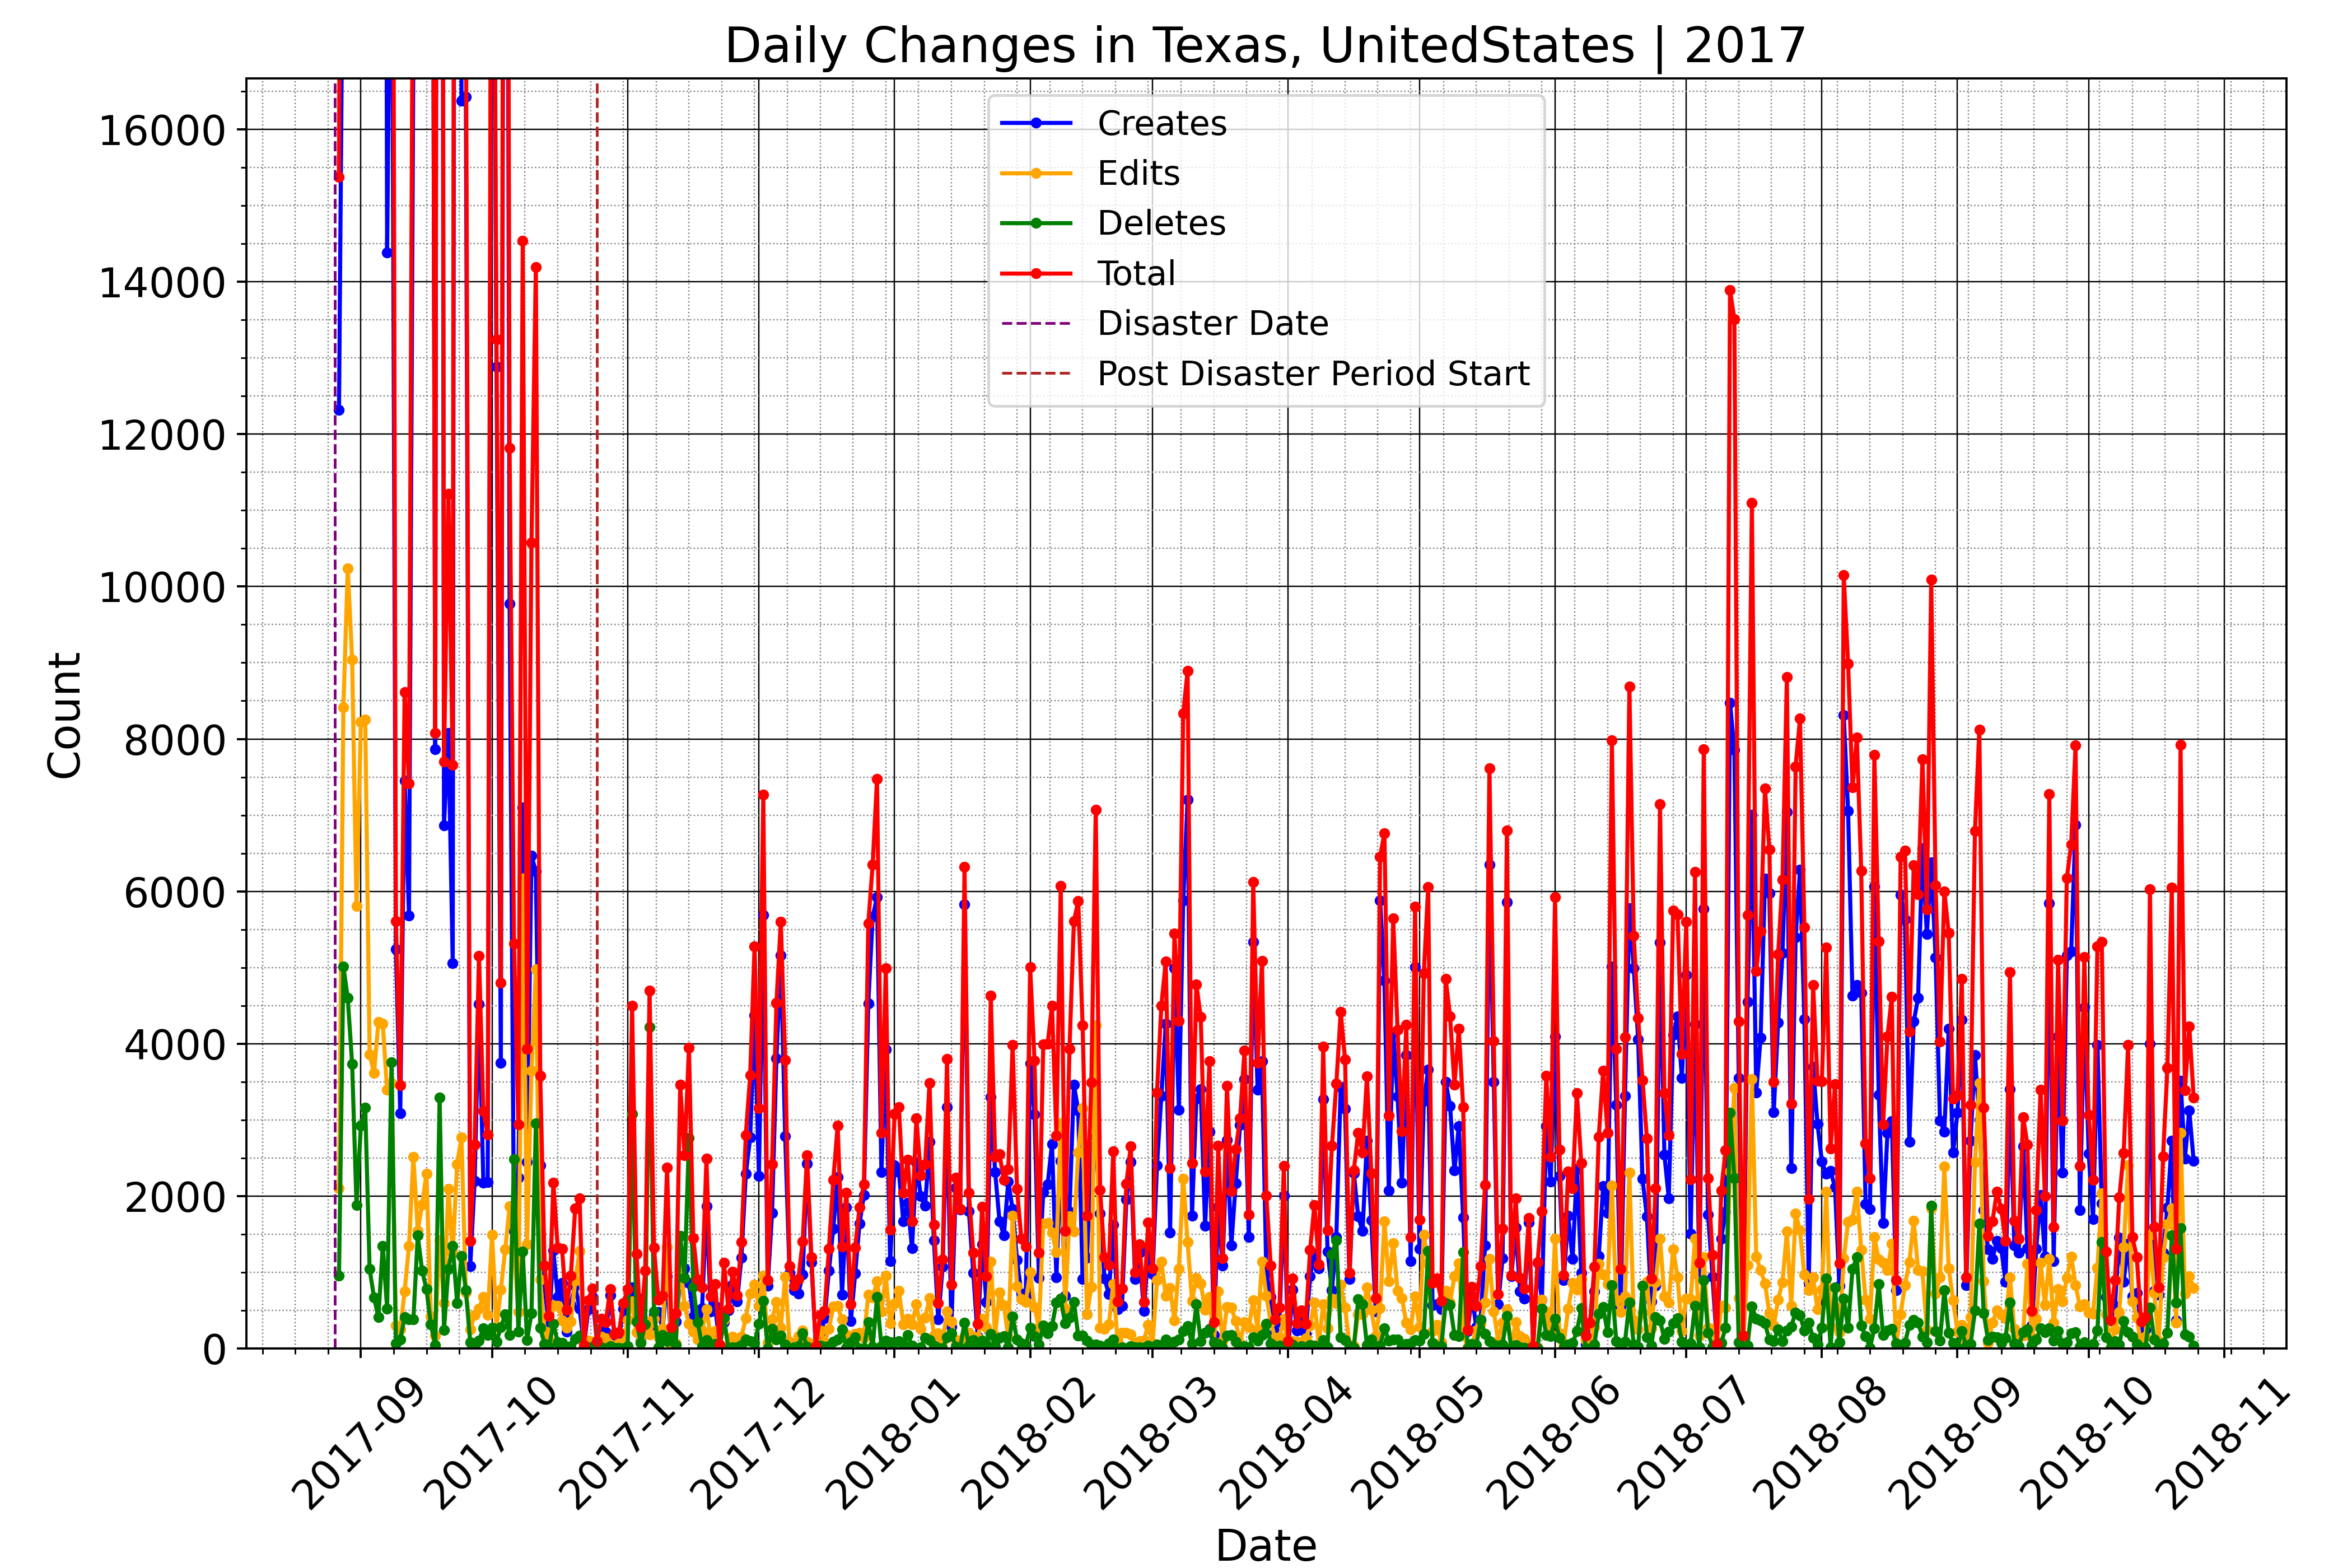 Daily Changes in Texas, UnitedStates | 2017
Creates
Edits
Deletes
Total
Disaster Date
Post Disaster Period Start
16000
14000
12000
10000
8000
6000
4000
2000
0
Count
2017-09
2017-10
2017-11
2017-12
2018-01
2018-02
2018-03
2018-04
2018-05
2018-06
2018-07
2018-08
2018-09
2018-10
2018-11
Date